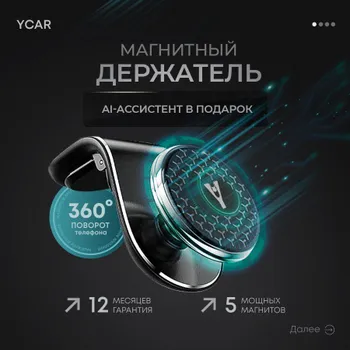 YCAR
МАГНИТНЫЙ
ДЕРЖАТЕЛЬ
AI-АССИСТЕНТ В ПОДАРОК
360°
ПОВОРОТ
телефона
12 МЕСЯЦЕВ
ГАРАНТИЯ
5 МОЩНЫХ
МАГНИТОВ
Далее